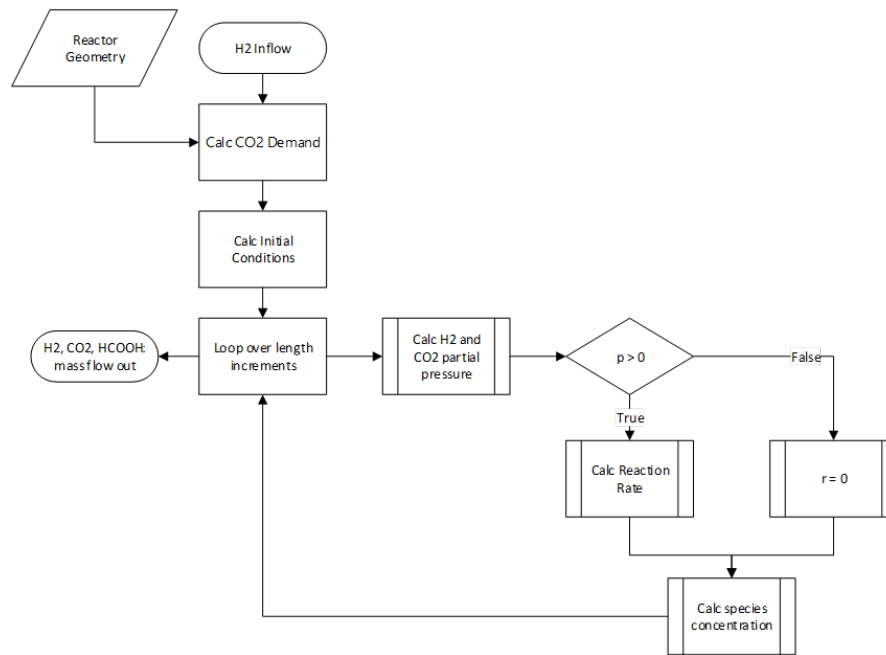 Reactor
Geometry
H2 Inflow
Calc CO2 Demand
Calc Initial
Conditions
H2, CO2, HCOOH:
mass flow out
Loop over length
increments
Calc H2 and
CO2 partial
pressure
p > 0
False
True
Calc Reaction
Rate
r = 0
Calc species
concentration